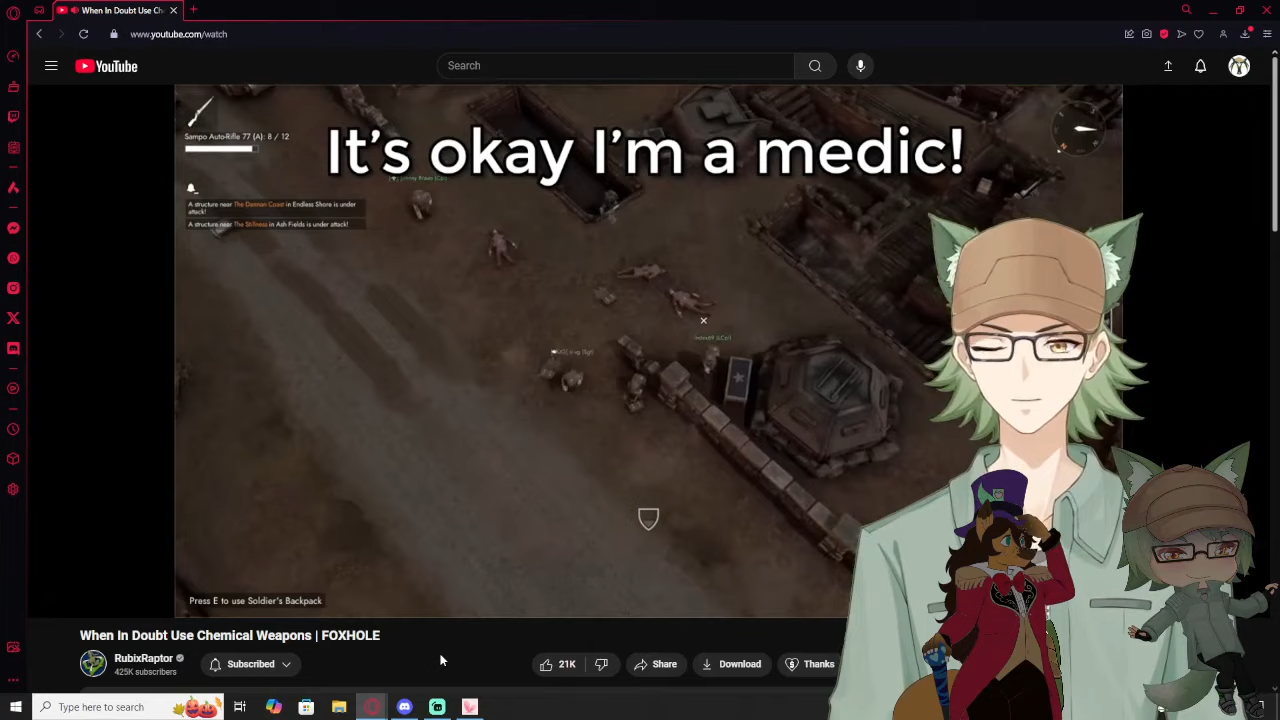 When In Doubt Use Ch
www.youtube.com/watch
YouTube
Search
Sampo Auto-Rifle 77 (A): 8 / 12
It's okay I'm a medic!
A structure near The Dannan Coast in Endless Shore is under
attack!
A structure near The Stillness in Ash Fields is under attack!
Press E to use Soldier's Backpack
When In Doubt Use Chemical Weapons | FOXHOLE
RubixRaptor
425K subscribers
Subscribed
21K
Share
Download
Thanks
Type here to search